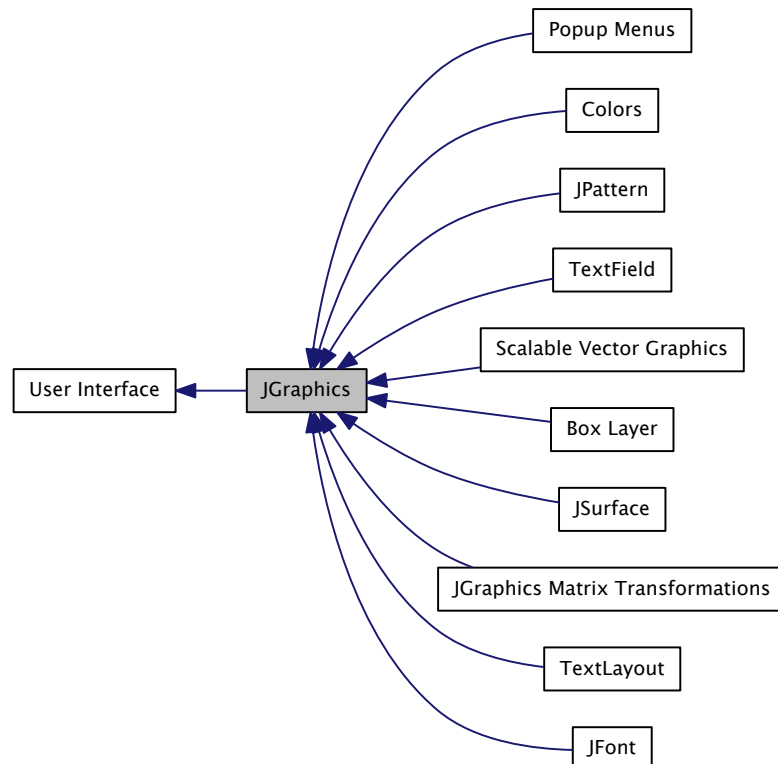 Popup Menus
Colors
JPattern
TextField
Scalable Vector Graphics
User Interface
JGraphics
Box Layer
JSurface
JGraphics Matrix Transformations
TextLayout
JFont